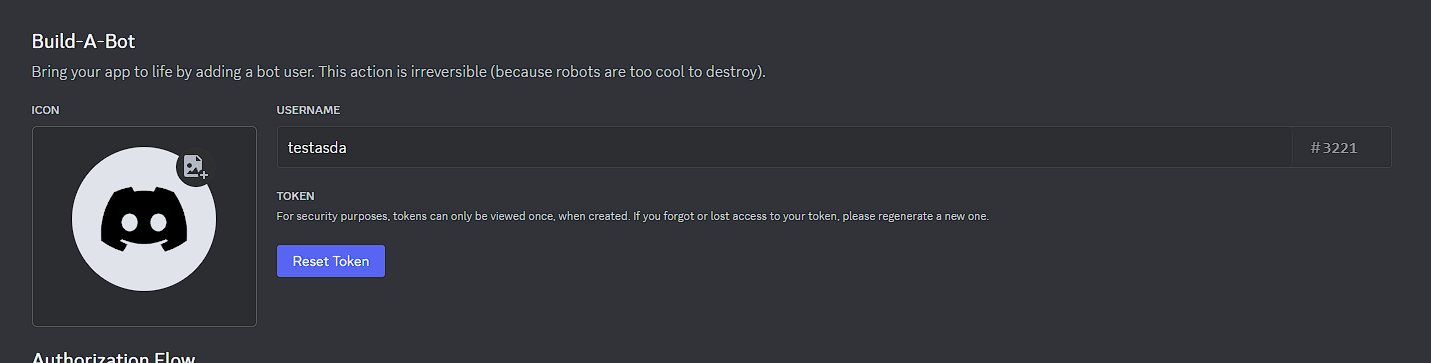 Build-A-Bot
Bring your app to life by adding a bot user. This action is irreversible (because robots are too cool to destroy).
ICON
USERNAME
testasda
#3221
TOKEN
For security purposes, tokens can only be viewed once, when created. If you forgot or lost access to your token, please regenerate a new one.
Reset Token
Authorization Flow